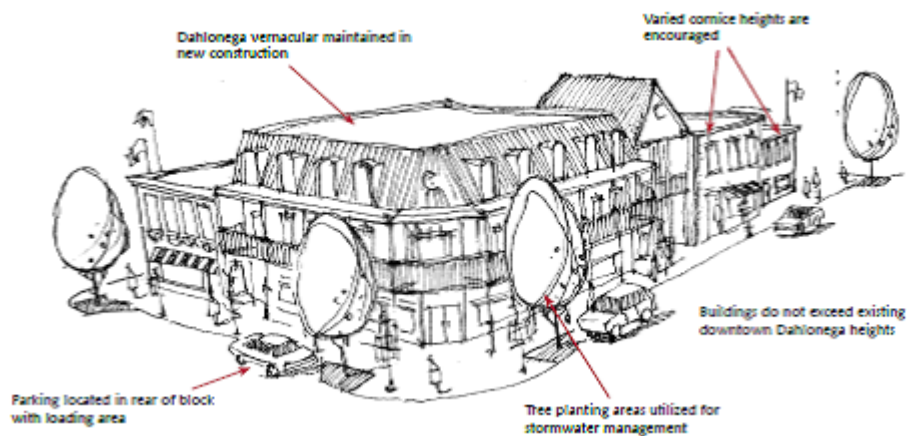 Varied cornice heights are
encouraged
Dahlonega vernacular maintained in
new construction
Buildings do not exceed existing
downtown Dahlonega heights
Parking located in rear of block
with loading area
Tree planting areas utilized for
stormwater management